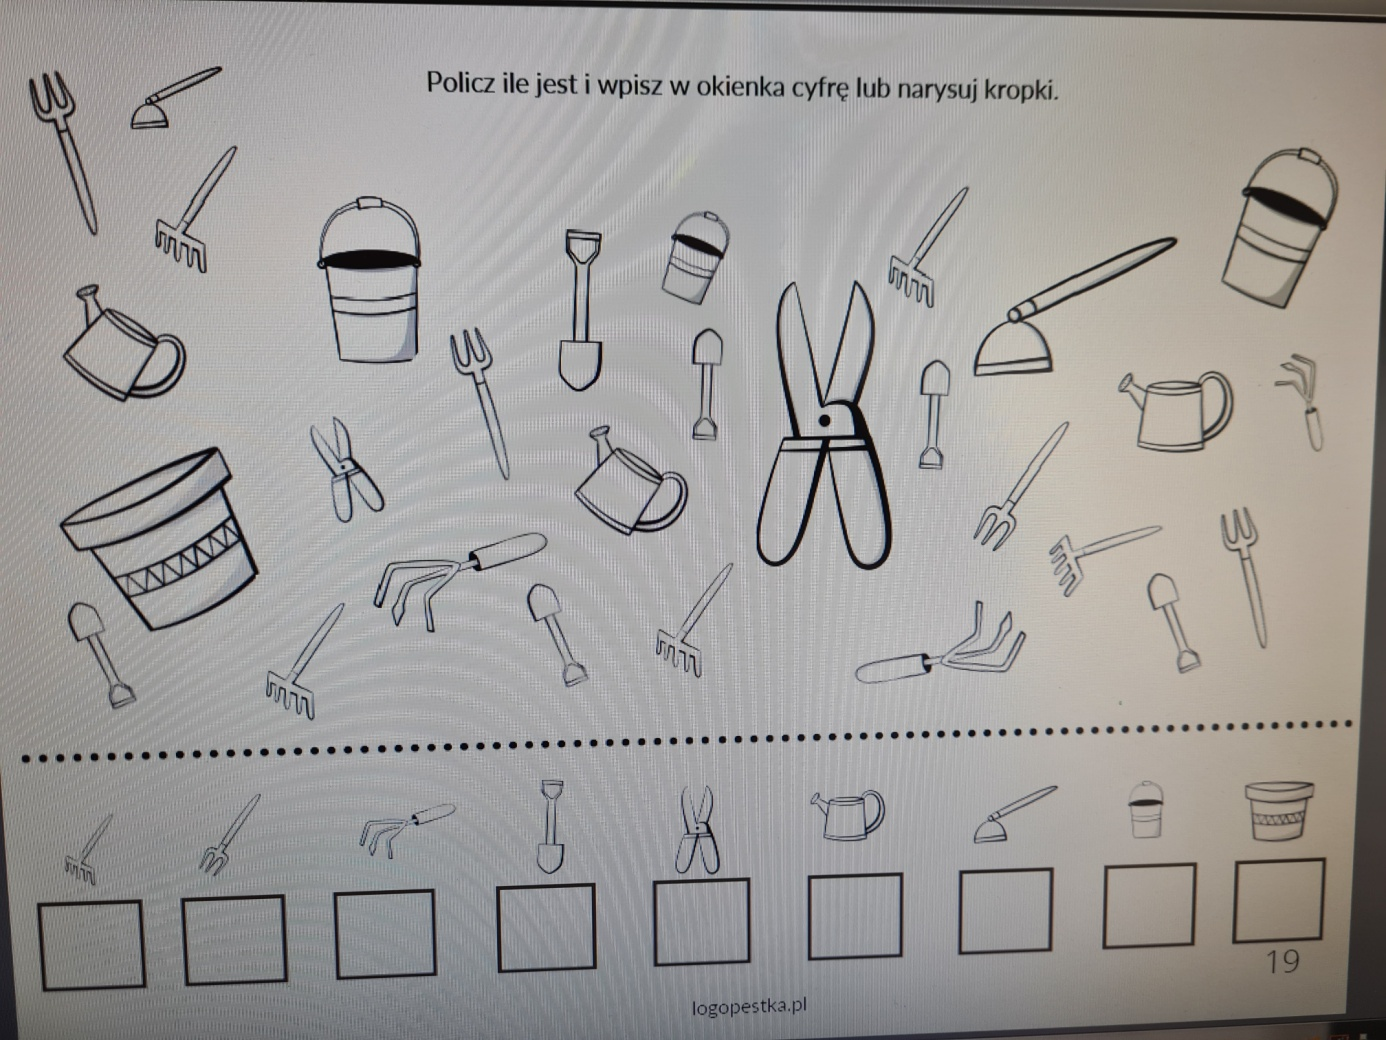 Policz ile jest i wpisz w okienka cyfrę lub narysuj kropki.
19
logopestka.pl